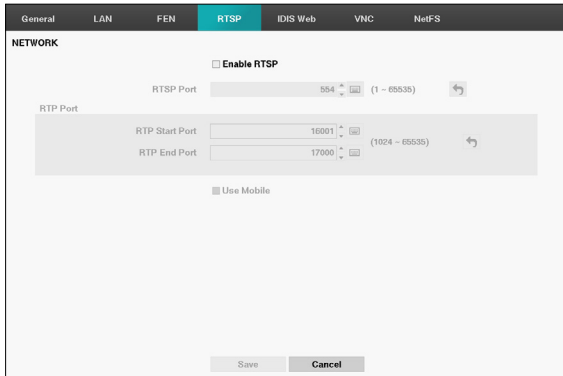 General LAN FEN RTSP IDIS Web VNC NetFS
NETWORK
Enable RTSP
RTSP Port 554 (1 ~ 65535)
RTP Port
RTP Start Port 16001
(1024 ~ 65535)
RTP End Port 17000
Use Mobile
Save Cancel